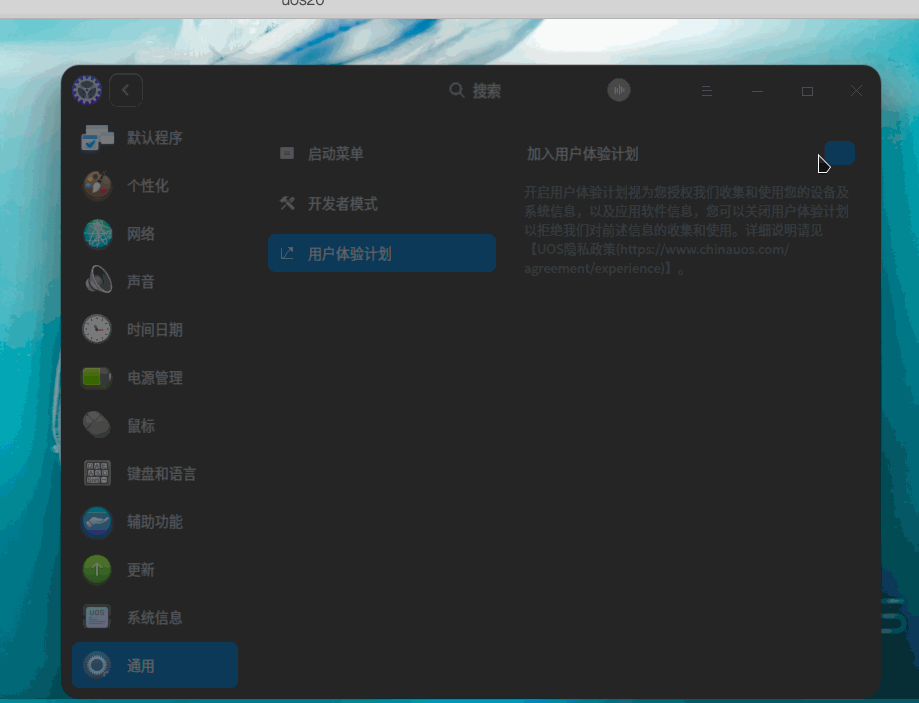 uos20
搜索
默认程序
个性化
网络
声音
时间日期
电源管理
鼠标
键盘和语言
辅助功能
更新
UOS
系统信息
通用
启动菜单
开发者模式
用户体验计划
加入用户体验计划
开启用户体验计划视为您授权我们收集和使用您的设备及
系统信息，以及应用软件信息，您可以关闭用户体验计划
以拒绝我们对前述信息的收集和使用。详细说明请见
【UOS隐私政策(https://www.chinauos.com/
agreement/experience)】。